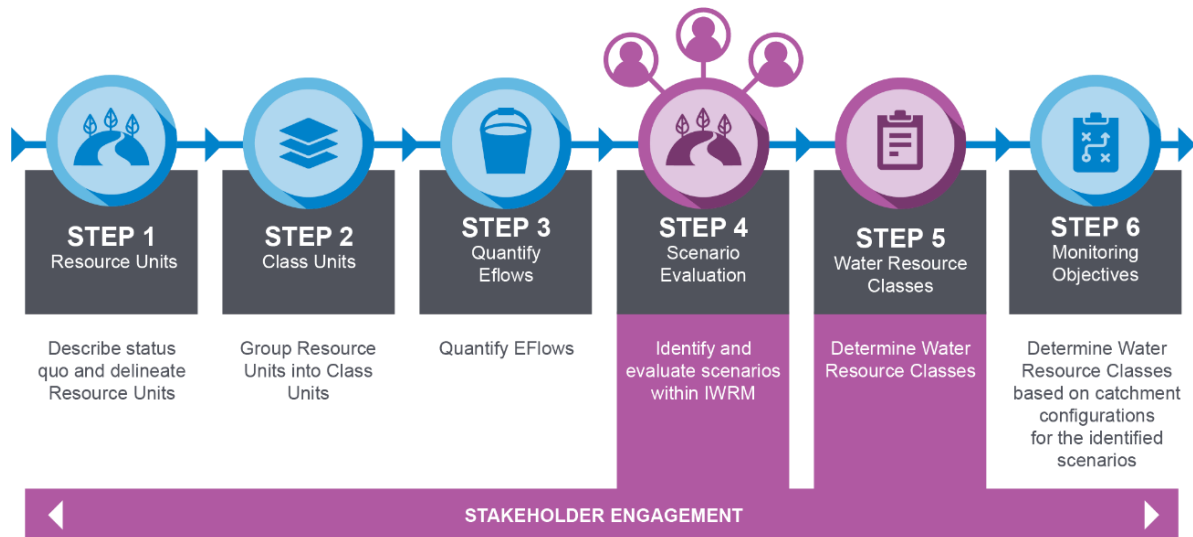 STEP 1
Resource Units
Describe status
quo and delineate
Resource Units
STEP 2
Class Units
Group Resource
Units into Class
Units
STEP 3
Quantify
Eflows
Quantify EFlows
STEP 4
Scenario
Evaluation
Identify and
evaluate scenarios
within IWRM
STEP 5
Water Resource
Classes
Determine Water
Resource Classes
STEP 6
Monitoring
Objectives
Determine Water
Resource Classes
based on catchment
configurations
for the identified
scenarios
STAKEHOLDER ENGAGEMENT